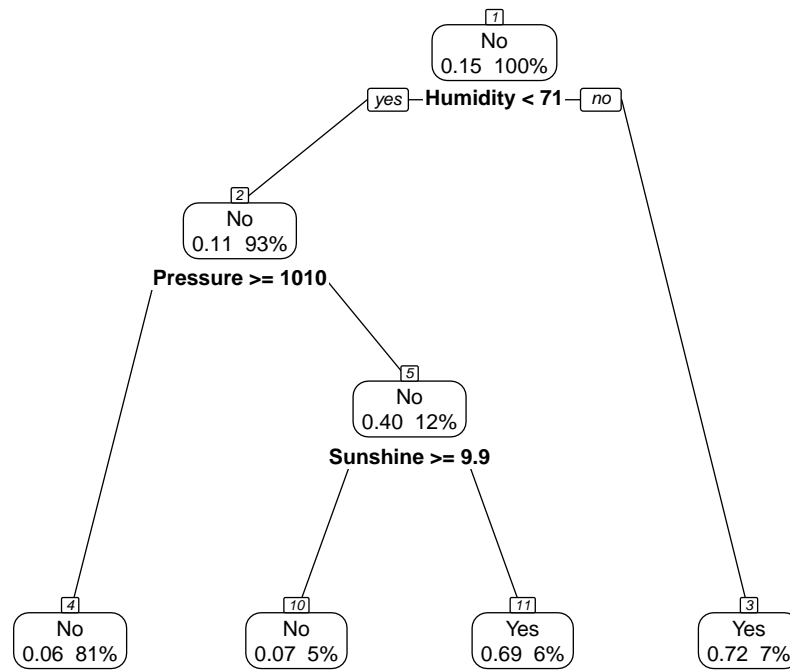 1
No
0.15 100%
yes Humidity < 71 no
2
No
0.11 93%
Pressure >= 1010
5
No
0.40 12%
Sunshine >= 9.9
4
No
0.06 81%
10
No
0.07 5%
11
Yes
0.69 6%
3
Yes
0.72 7%